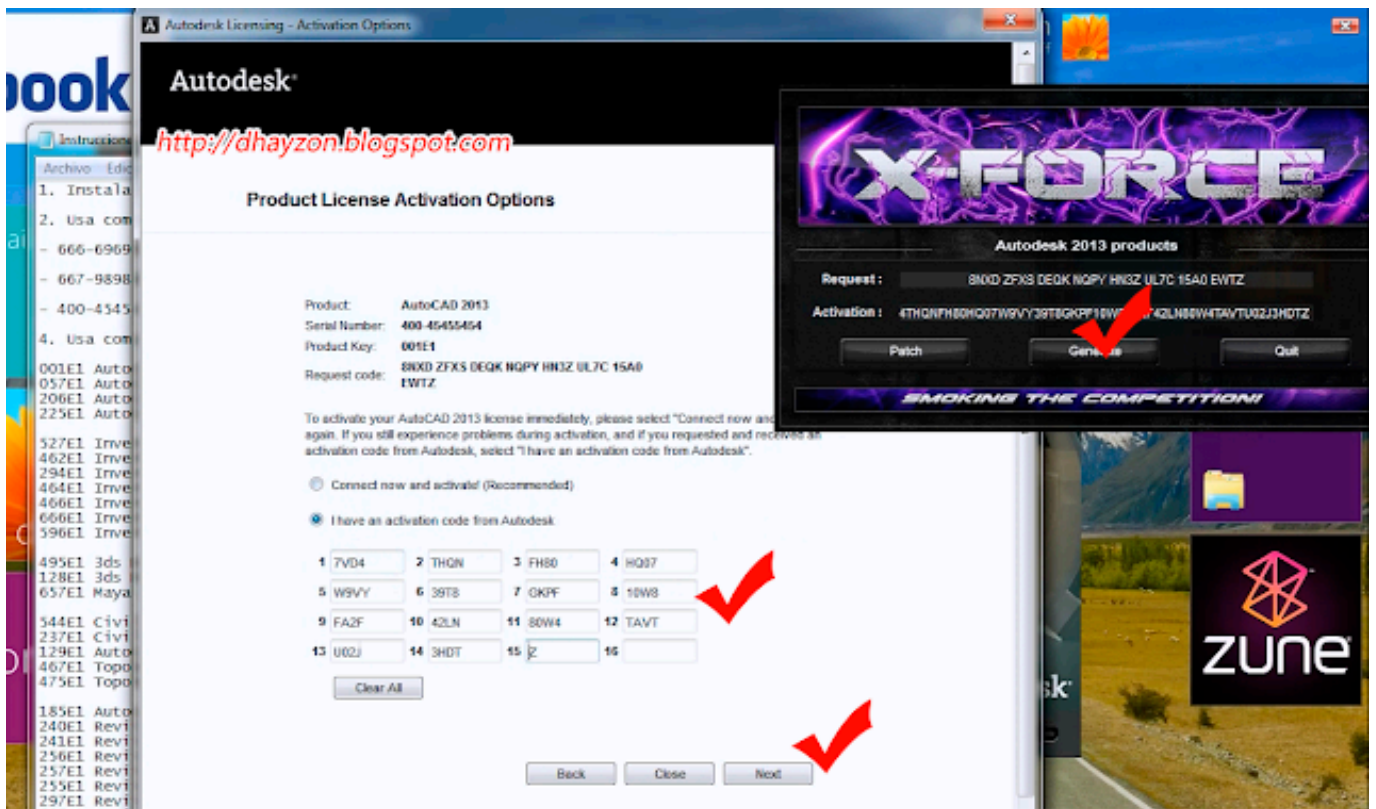 Autodesk Licensing - Activation Options
Autodesk
http://dhayzon.blogspot.com
Product License Activation Options
Product: AutoCAD 2013
Serial Number: 400-45455454
Product Key: 001E1
Request code: 8NXD ZFXS DEQK NQPY HN3Z UL7C 15A0
EWTZ
To activate your AutoCAD 2013 license immediately, please select "Connect now and
again. If you still experience problems during activation, and if you requested and received an
activation code from Autodesk, select "I have an activation code from Autodesk".
Connect now and activate! (Recommended)
I have an activation code from Autodesk
1 7VD4 2 THQN 3 FH80 4 HQ07
5 W9VY 6 39T8 7 GKPF 8 10W8
9 FA2F 10 42LN 11 80W4 12 TAVT
13 U02J 14 3HDT 15 Z 16
Clear All
Back Close Next
book
Archivo
1. Instala
2. Usa com
- 666-6969
- 667-9898
- 400-4545
4. Usa com
001E1 Auto
057E1 Auto
206E1 Auto
225E1 Auto
527E1 Inve
462E1 Inve
294E1 Inve
464E1 Inve
466E1 Inve
666E1 Inve
596E1 Inve
495E1 3ds
128E1 3ds
657E1 Maya
544E1 Civi
237E1 Civi
129E1 Auto
467E1 Topo
475E1 Topo
185E1 Auto
240E1 Revi
241E1 Revi
256E1 Revi
257E1 Revi
255E1 Revi
297E1 Revi
X-FORCE
Autodesk 2013 products
Request : 8NXD ZFXS DEQK NQPY HN3Z UL7C 15A0 EWTZ
Activation :
Patch Quit
SMOKING THE COMPETITION!
zune
sk